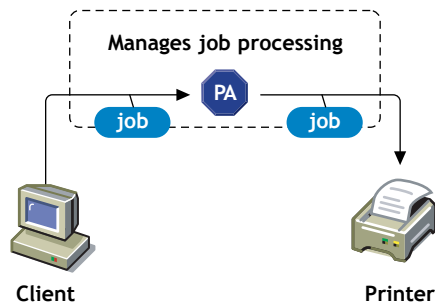 Manages job processing
PA
job
job
Client
Printer